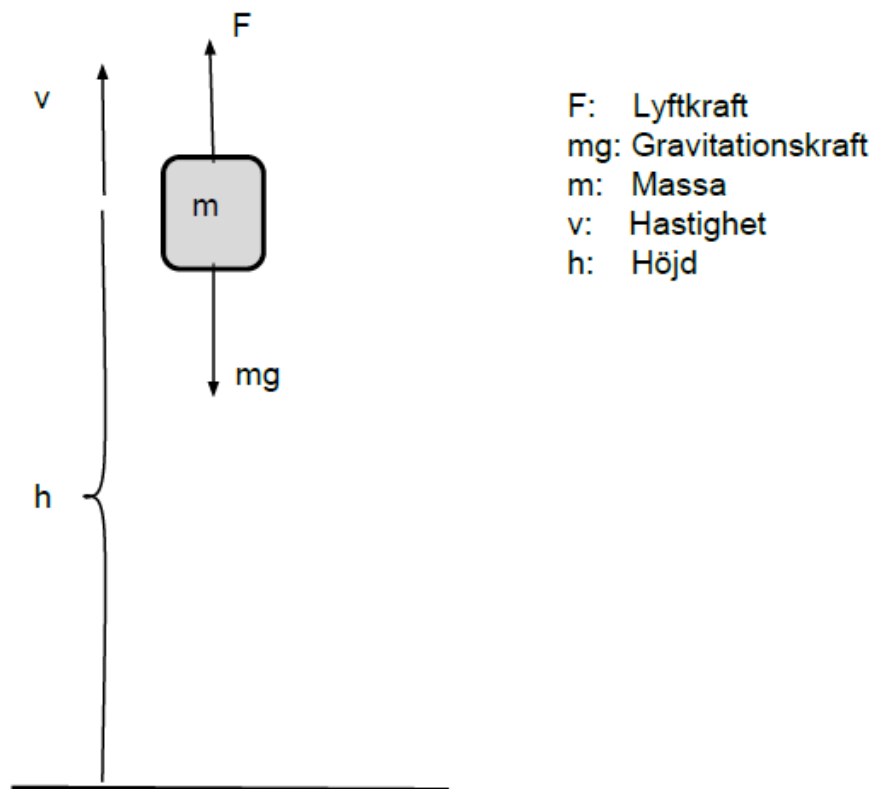 F
v
m
mg
h
F: Lyftkraft
mg: Gravitationskraft
m: Massa
v: Hastighet
h: Höjd